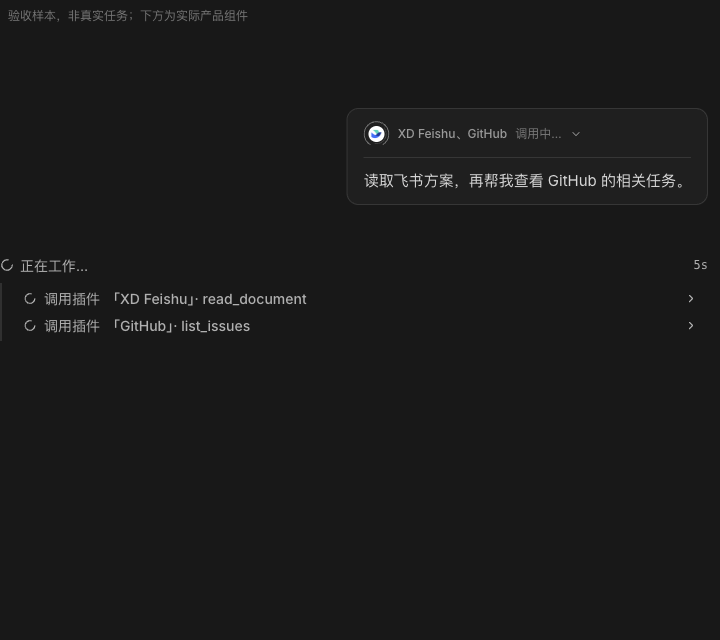 验收样本，非真实任务；下方为实际产品组件
XD Feishu、GitHub 调用中...
读取飞书方案，再帮我查看 GitHub 的相关任务。
正在工作... 5s
调用插件 「XD Feishu」· read_document
调用插件 「GitHub」· list_issues